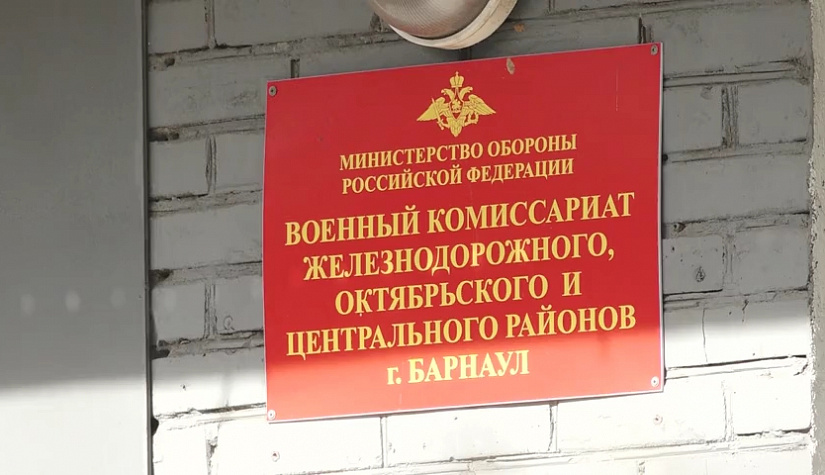 МИНИСТЕРСТВО ОБОРОНЫ
РОССИЙСКОЙ ФЕДЕРАЦИИ
ВОЕННЫЙ КОМИССАРИАТ
ЖЕЛЕЗНОДОРОЖНОГО,
ОКТЯБРЬСКОГО И
ЦЕНТРАЛЬНОГО РАЙОНОВ
г. БАРНАУЛ